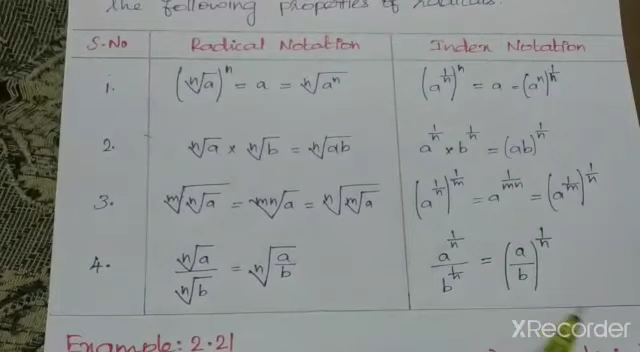 the following properties of radicals.
S.No Radical Notation Index Notation
1. (ⁿ√a)ⁿ = a = ⁿ√aⁿ (a^(1/n))^n = a = (a^n)^(1/n)
2. ⁿ√a × ⁿ√b = ⁿ√ab a^(1/n) × b^(1/n) = (ab)^(1/n)
3. ᵐ√ⁿ√a = ᵐⁿ√a = ⁿ√ᵐ√a (a^(1/n))^(1/m) = a^(1/mn) = (a^(1/m))^(1/n)
4. ⁿ√a / ⁿ√b = ⁿ√(a/b) a^(1/n) / b^(1/n) = (a/b)^(1/n)
Example: 2.21
XRecorder